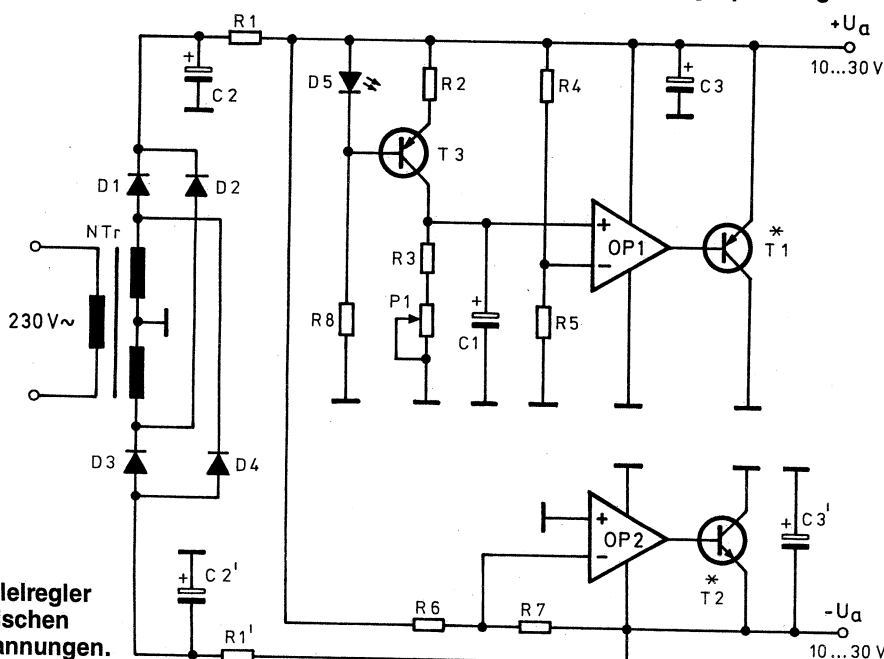 R1
+Ua
10...30 V
C2
D5
R2
R4
C3
T3
D1
D2
NTr
OP1
*
T1
R3
230V~
R8
P1
C1
R5
D3
D4
OP2
C3'
*
T2
C2'
lelregler
R6
R7
-Ua
ischen
annungen.
R1'
10...30 V
+
+
+
+
+
-
+
-